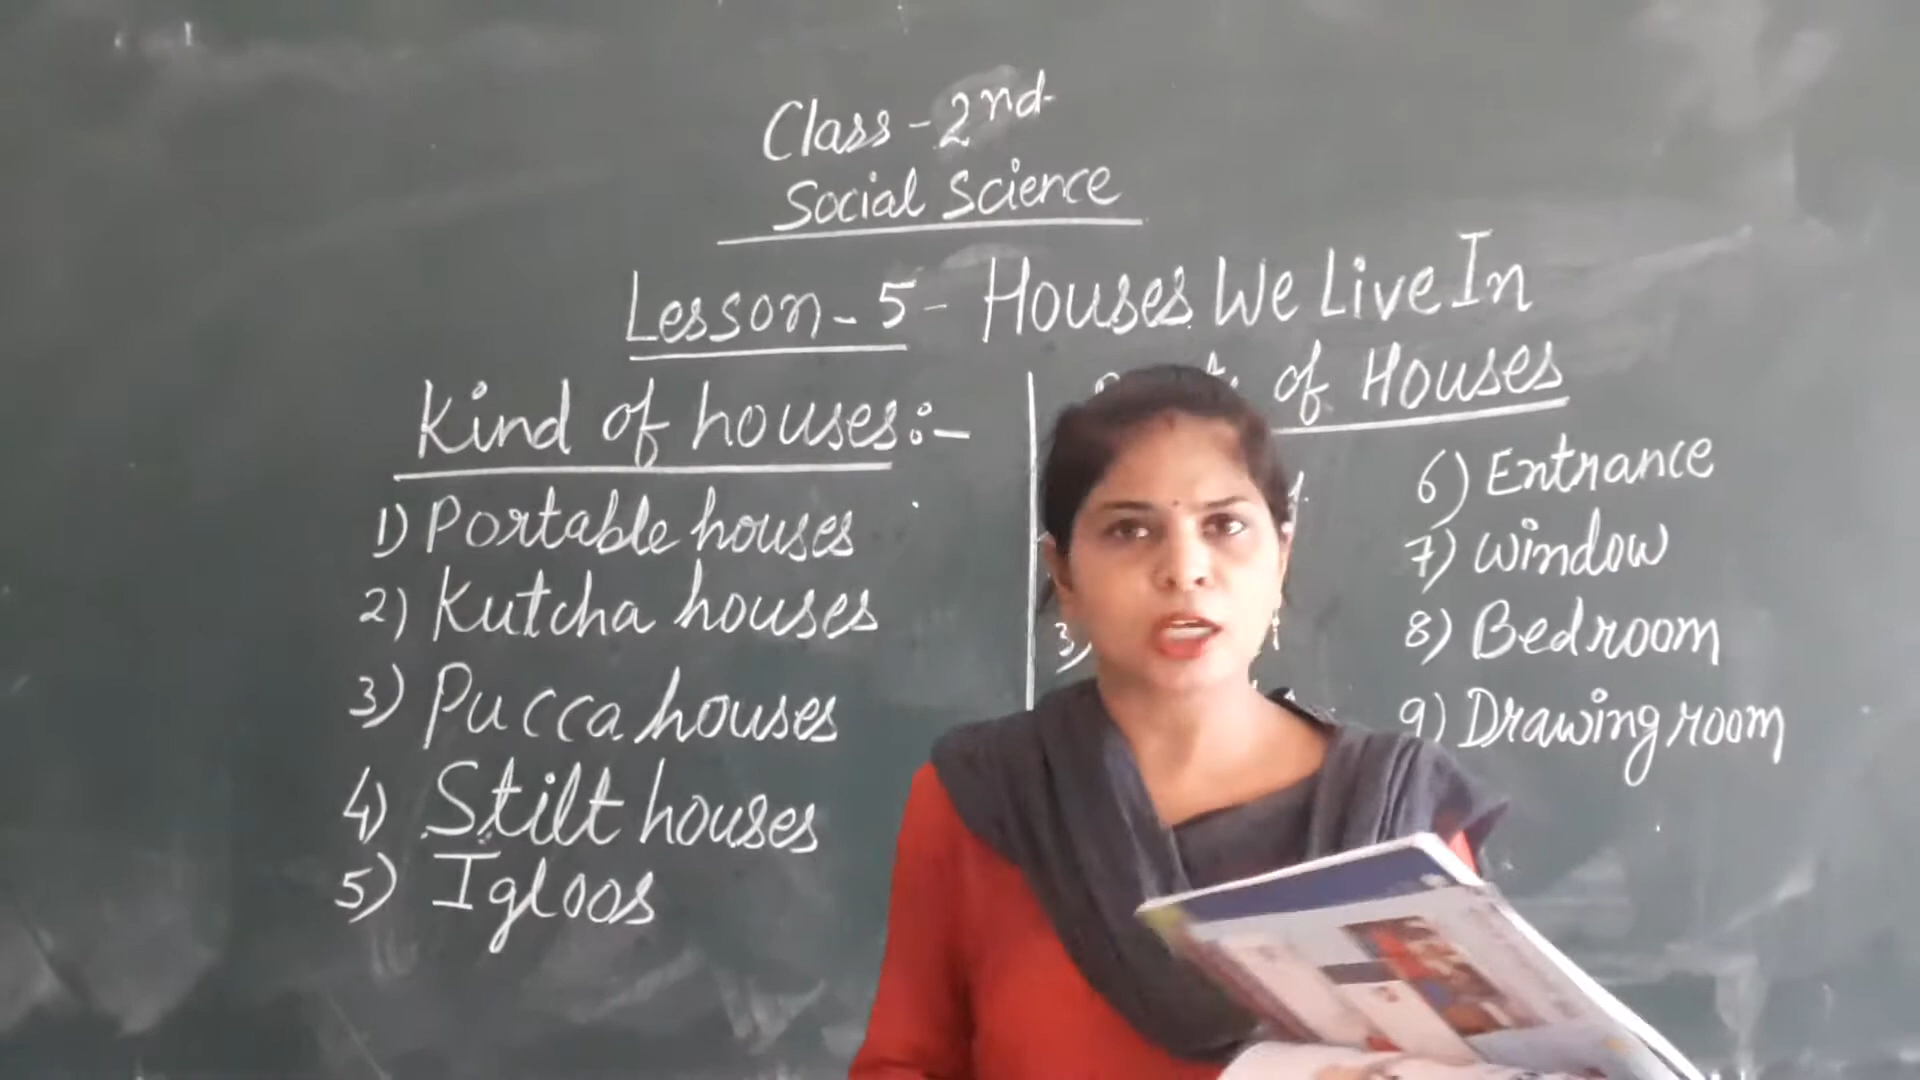 Class - 2nd
Social Science
Lesson - 5 - Houses We Live In
Kind of houses :-
1) Portable houses
2) Kutcha houses
3) Pucca houses
4) Stilt houses
5) Igloos
of Houses
3)
6) Entrance
7) Window
8) Bedroom
9) Drawing room